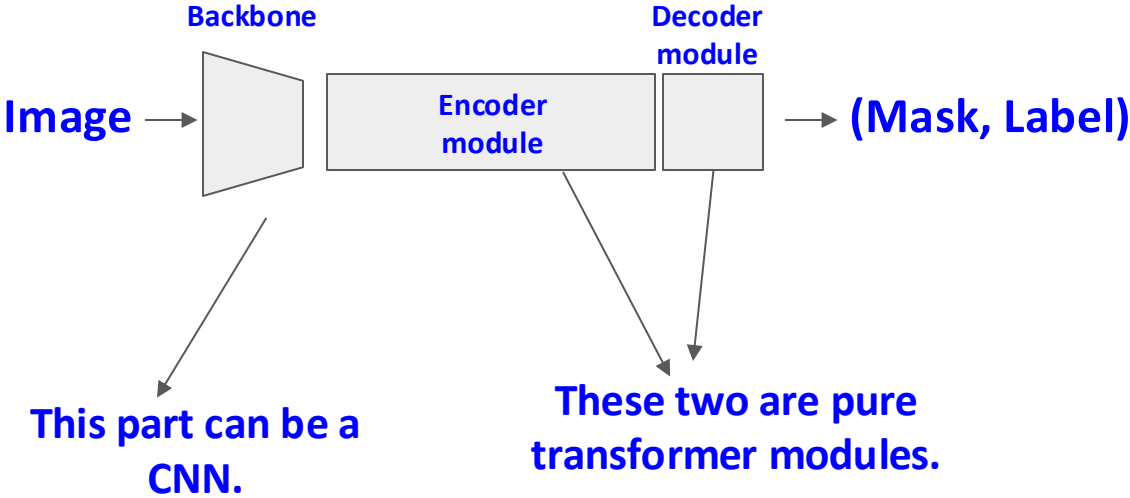 Backbone
Decoder
module
Image
Encoder
module
(Mask, Label)
This part can be a
CNN.
These two are pure
transformer modules.